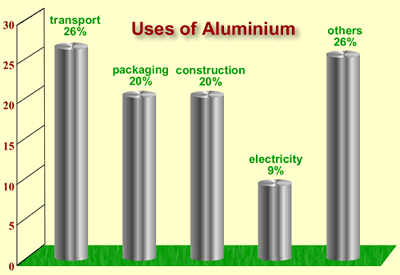 Uses of Aluminium
30
25
20
15
10
5
0
transport
26%
packaging
20%
construction
20%
electricity
9%
others
26%